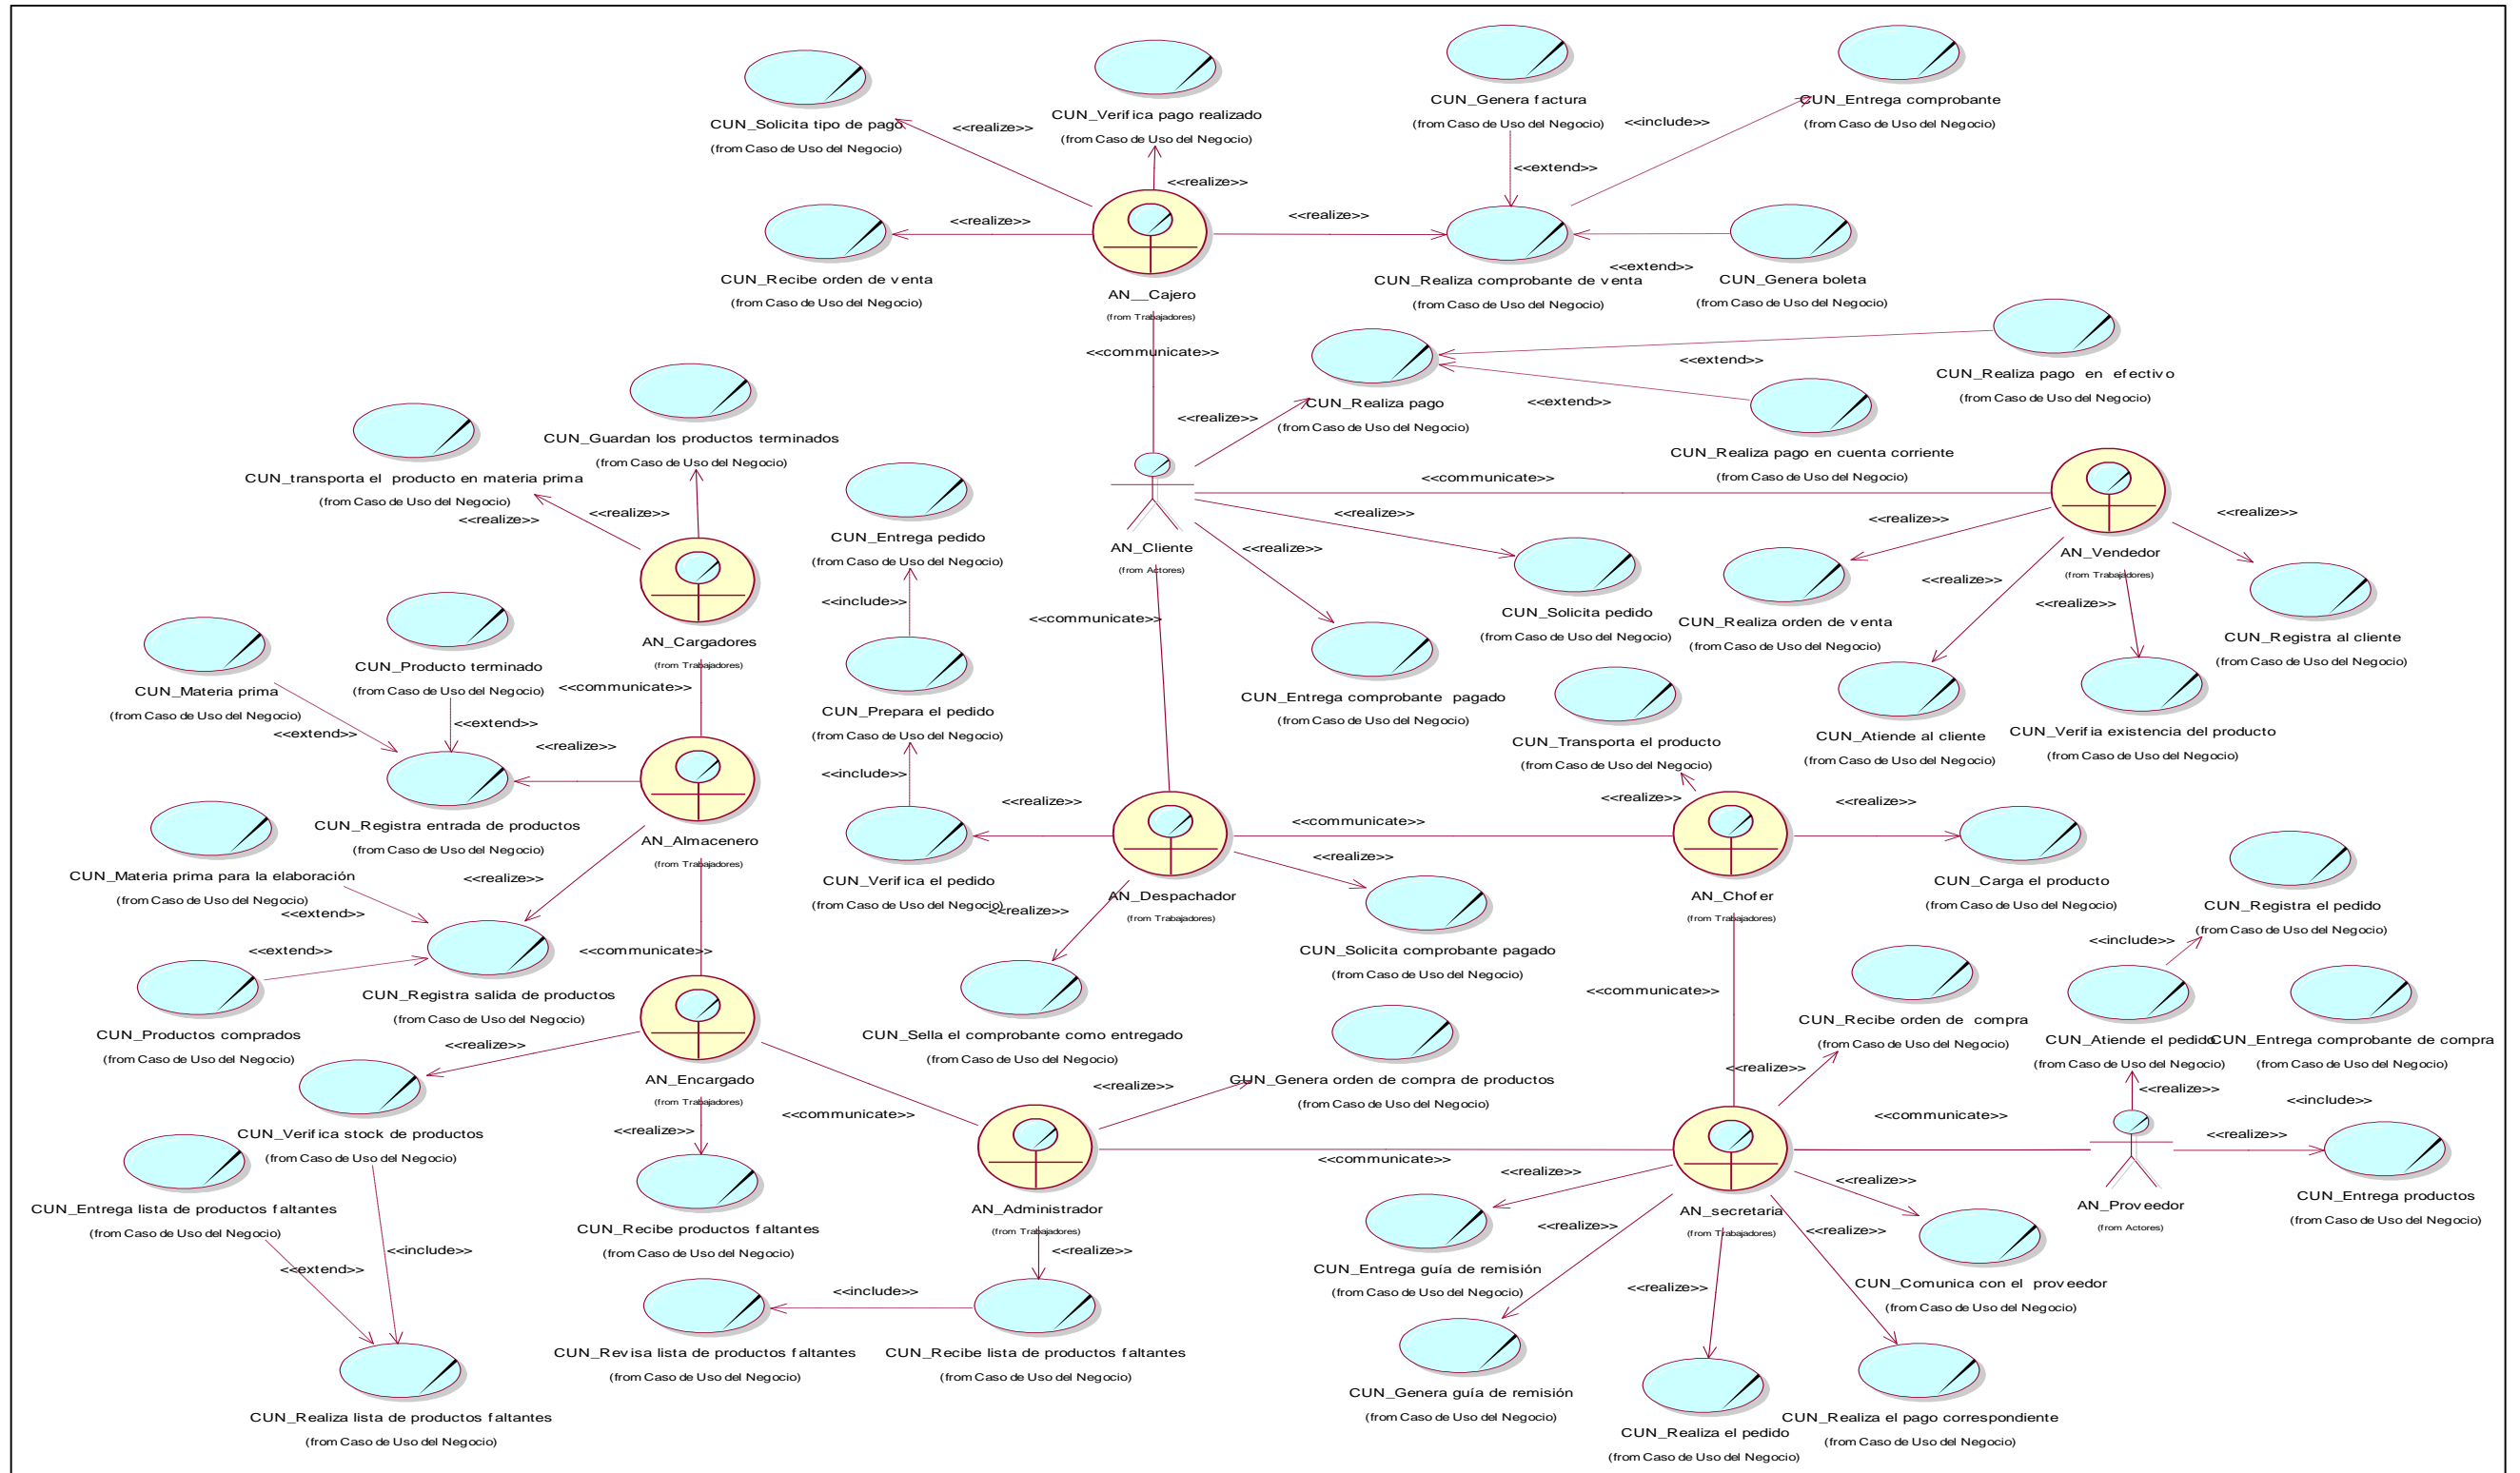 CUN_Solicita tipo de pago
(from Caso de Uso del Negocio)
<<realize>>
CUN_Verifica pago realizado
(from Caso de Uso del Negocio)
<<realize>>
CUN_Genera factura
(from Caso de Uso del Negocio)
<<include>>
CUN_Entrega comprobante
(from Caso de Uso del Negocio)
<<extend>>
CUN_Recibe orden de venta
(from Caso de Uso del Negocio)
<<realize>>
AN__Cajero
(from Trabajadores)
<<realize>>
CUN_Realiza comprobante de venta
(from Caso de Uso del Negocio)
<<extend>>
CUN_Genera boleta
(from Caso de Uso del Negocio)
<<communicate>>
<<realize>>
CUN_Realiza pago
(from Caso de Uso del Negocio)
<<extend>>
CUN_Realiza pago en efectivo
(from Caso de Uso del Negocio)
<<extend>>
CUN_Realiza pago en cuenta corriente
(from Caso de Uso del Negocio)
CUN_Guardan los productos terminados
(from Caso de Uso del Negocio)
CUN_transporta el producto en materia prima
(from Caso de Uso del Negocio)
<<realize>>
<<realize>>
AN_Cargadores
(from Trabajadores)
CUN_Entrega pedido
(from Caso de Uso del Negocio)
<<include>>
CUN_Prepara el pedido
(from Caso de Uso del Negocio)
<<include>>
CUN_Verifica el pedido
(from Caso de Uso del Negocio)
AN_Cliente
(from Actores)
<<communicate>>
<<realize>>
<<realize>>
CUN_Solicita pedido
(from Caso de Uso del Negocio)
CUN_Entrega comprobante pagado
(from Caso de Uso del Negocio)
AN_Vendedor
(from Trabajadores)
<<realize>>
<<realize>>
<<realize>>
<<realize>>
CUN_Realiza orden de venta
(from Caso de Uso del Negocio)
CUN_Registra al cliente
(from Caso de Uso del Negocio)
CUN_Atiende al cliente
(from Caso de Uso del Negocio)
CUN_Verifia existencia del producto
(from Caso de Uso del Negocio)
<<communicate>>
CUN_Materia prima
(from Caso de Uso del Negocio)
CUN_Producto terminado
(from Caso de Uso del Negocio)
<<communicate>>
<<extend>>
<<extend>>
<<realize>>
CUN_Registra entrada de productos
(from Caso de Uso del Negocio)
AN_Almacenero
(from Trabajadores)
CUN_Materia prima para la elaboración
(from Caso de Uso del Negocio)
<<realize>>
<<extend>>
<<extend>>
<<communicate>>
CUN_Registra salida de productos
(from Caso de Uso del Negocio)
CUN_Productos comprados
(from Caso de Uso del Negocio)
<<realize>>
AN_Despachador
(from Trabajadores)
<<realize>>
<<realize>>
CUN_Solicita comprobante pagado
(from Caso de Uso del Negocio)
CUN_Sella el comprobante como entregado
(from Caso de Uso del Negocio)
<<communicate>>
CUN_Transporta el producto
(from Caso de Uso del Negocio)
<<realize>>
<<realize>>
AN_Chofer
(from Trabajadores)
CUN_Carga el producto
(from Caso de Uso del Negocio)
<<communicate>>
CUN_Registra el pedido
(from Caso de Uso del Negocio)
<<include>>
CUN_Recibe orden de compra
(from Caso de Uso del Negocio)
CUN_Atiende el pedido
(from Caso de Uso del Negocio)
CUN_Entrega comprobante de compra
(from Caso de Uso del Negocio)
<<realize>>
AN_Encargado
(from Trabajadores)
<<realize>>
<<communicate>>
CUN_Verifica stock de productos
(from Caso de Uso del Negocio)
CUN_Recibe productos faltantes
(from Caso de Uso del Negocio)
CUN_Genera orden de compra de productos
(from Caso de Uso del Negocio)
<<realize>>
<<communicate>>
AN_Administrador
(from Trabajadores)
<<realize>>
CUN_Entrega lista de productos faltantes
(from Caso de Uso del Negocio)
<<include>>
<<extend>>
CUN_Realiza lista de productos faltantes
(from Caso de Uso del Negocio)
<<include>>
CUN_Revisa lista de productos faltantes
(from Caso de Uso del Negocio)
CUN_Recibe lista de productos faltantes
(from Caso de Uso del Negocio)
<<realize>>
<<communicate>>
<<realize>>
<<include>>
<<realize>>
AN_secretaria
(from Trabajadores)
AN_Proveedor
(from Actores)
CUN_Entrega productos
(from Caso de Uso del Negocio)
<<realize>>
<<realize>>
<<realize>>
<<realize>>
<<realize>>
CUN_Entrega guía de remisión
(from Caso de Uso del Negocio)
CUN_Comunica con el proveedor
(from Caso de Uso del Negocio)
CUN_Genera guía de remisión
(from Caso de Uso del Negocio)
CUN_Realiza el pedido
(from Caso de Uso del Negocio)
CUN_Realiza el pago correspondiente
(from Caso de Uso del Negocio)